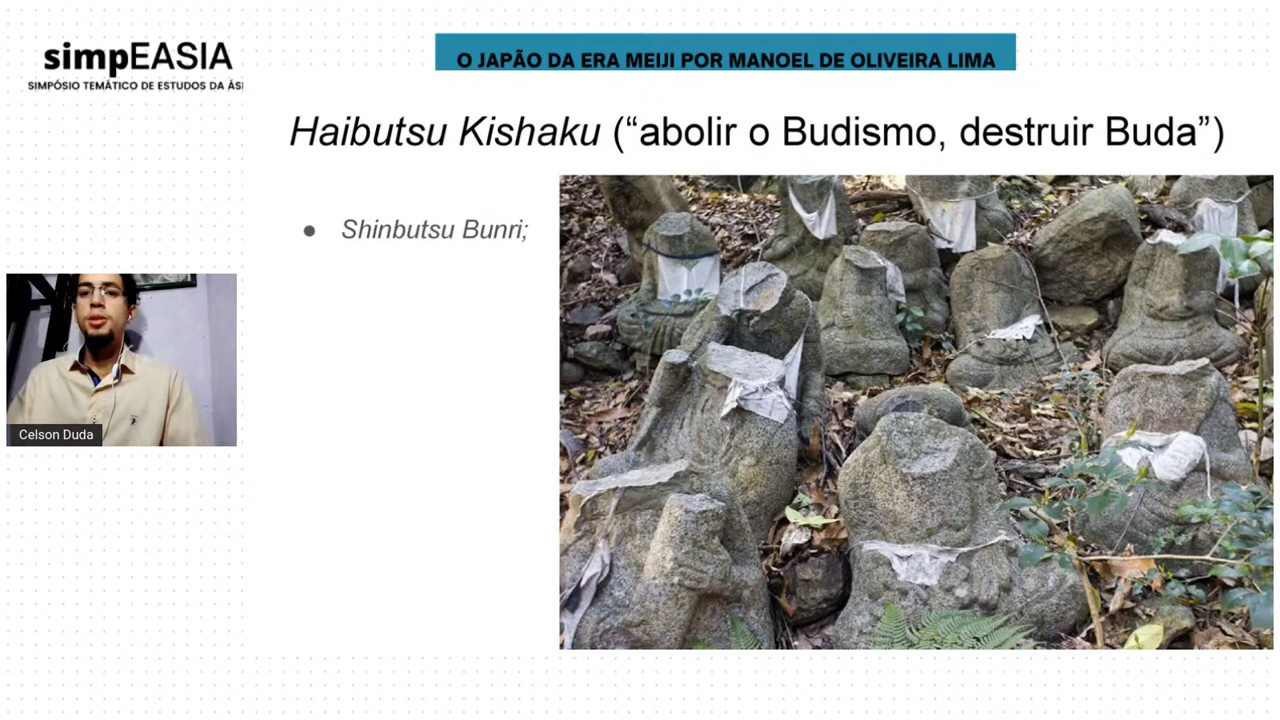 simpEASIA
SIMPÓSIO TEMÁTICO DE ESTUDOS DA ÁSI
O JAPÃO DA ERA MEIJI POR MANOEL DE OLIVEIRA LIMA
Haibutsu Kishaku (“abolir o Budismo, destruir Buda”)
● Shinbutsu Bunri;
Celson Duda